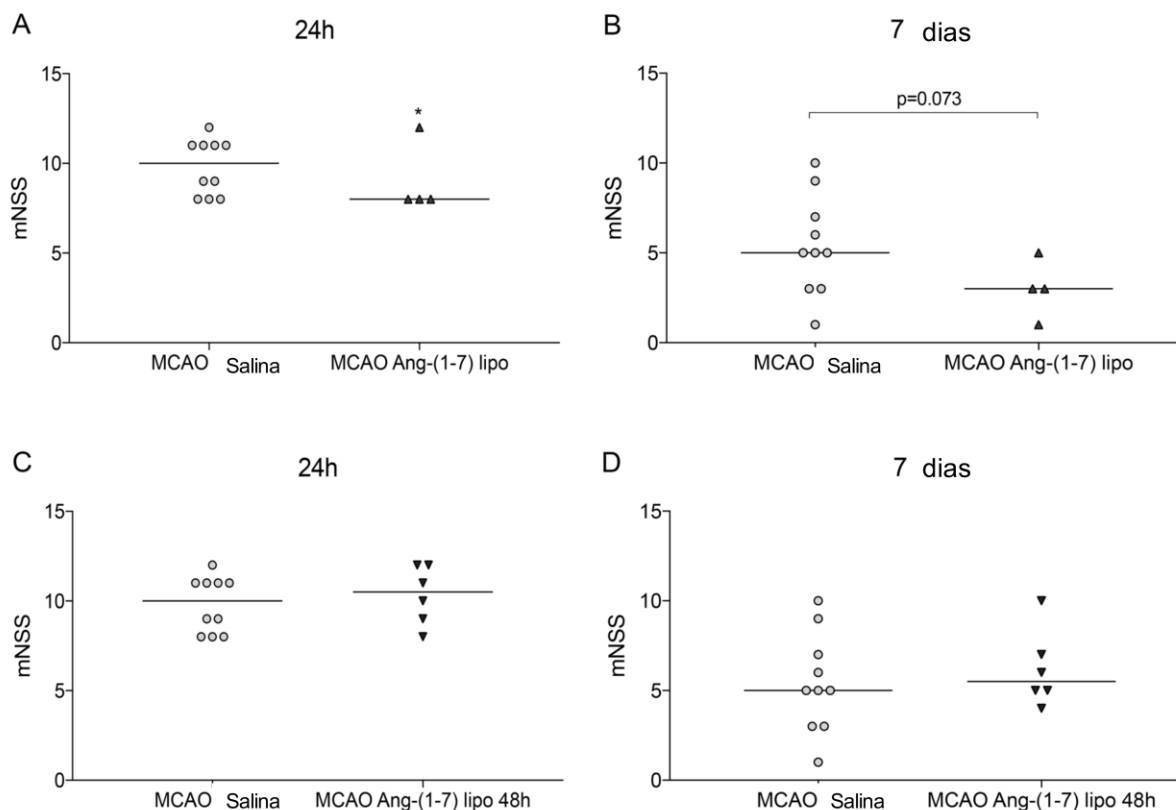 A
24h
mNSS
15
10
5
0
*
MCAO Salina
MCAO Ang-(1-7) lipo
B
7 dias
mNSS
15
10
5
0
p=0.073
MCAO Salina
MCAO Ang-(1-7) lipo
C
24h
mNSS
15
10
5
0
MCAO Salina
MCAO Ang-(1-7) lipo 48h
D
7 dias
mNSS
15
10
5
0
MCAO Salina
MCAO Ang-(1-7) lipo 48h